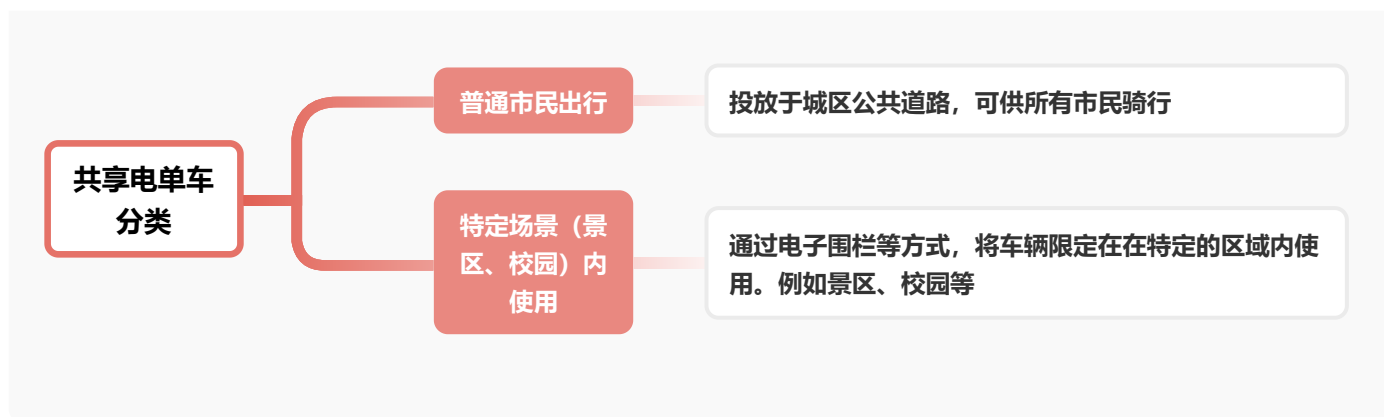 共享电单车
分类
普通市民出行
投放于城区公共道路，可供所有市民骑行
特定场景（景
区、校园）内
使用
通过电子围栏等方式，将车辆限定在在特定的区域内使
用。例如景区、校园等